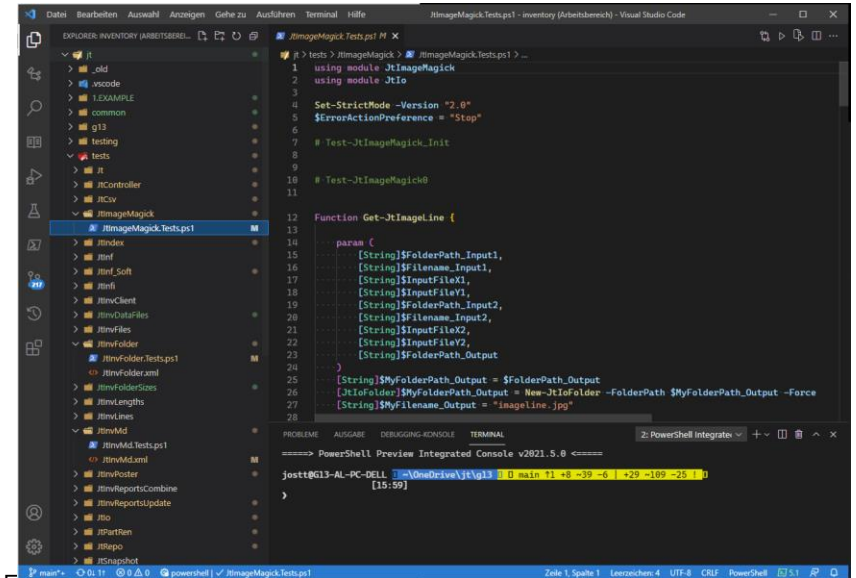 Datei Bearbeiten Auswahl Anzeigen Gehe zu Ausführen Terminal Hilfe JtImageMagick.Tests.ps1 - inventory (Arbeitsbereich) - Visual Studio Code
EXPLORER: INVENTORY (ARBEITSBEREI...
jt
_old
.vscode
1.EXAMPLE
common
g13
testing
tests
Jt
JtController
JtCsv
JtImageMagick
JtImageMagick.Tests.ps1 M
JtIndex
JtInf
JtInf_Soft
JtInfi
JtInvClient
JtInvDataFiles
JtInvFiles
JtInvFolder
JtInvFolder.Tests.ps1 M
JtInvFolder.xml
JtInvFolderSizes
JtInvLengths
JtInvLines
JtInvMd
JtInvMd.Tests.ps1
JtInvMd.xml M
JtInvPoster
JtInvReportsCombine
JtInvReportsUpdate
JtIo
JtPartRen
JtRepo
JtSnapshot
217
JtImageMagick.Tests.ps1 M
jt > tests > JtImageMagick > JtImageMagick.Tests.ps1 > ...
1 using module JtImageMagick
2 using module JtIo
3
4 Set-StrictMode -Version "2.0"
5 $ErrorActionPreference = "Stop"
6
7 # Test-JtImageMagick_Init
8
9
10 # Test-JtImageMagick0
11
12 Function Get-JtImageLine {
13
14 param (
15 [String]$FolderPath_Input1,
16 [String]$Filename_Input1,
17 [String]$InputFileX1,
18 [String]$InputFileY1,
19 [String]$FolderPath_Input2,
20 [String]$Filename_Input2,
21 [String]$InputFileX2,
22 [String]$InputFileY2,
23 [String]$FolderPath_Output
24 )
25 [String]$MyFolderPath_Output = $FolderPath_Output
26 [JtIoFolder]$MyFolderPath_Output = New-JtIoFolder -FolderPath $MyFolderPath_Output -Force
27 [String]$MyFilename_Output = "imageline.jpg"
28
PROBLEME AUSGABE DEBUGGING-KONSOLE TERMINAL 2: PowerShell Integrate
=====> PowerShell Preview Integrated Console v2021.5.0 <=====
jostt@G13-AL-PC-DELL ~\OneDrive\jt\g13 main ↑1 +8 ~39 -6 | +29 ~109 -25 !
[15:59]
❯
main*+ 0↓ 1↑ 0 0 powershell | ✓ JtImageMagick.Tests.ps1 Zeile 1, Spalte 1 Leerzeichen: 4 UTF-8 CRLF PowerShell 5.1